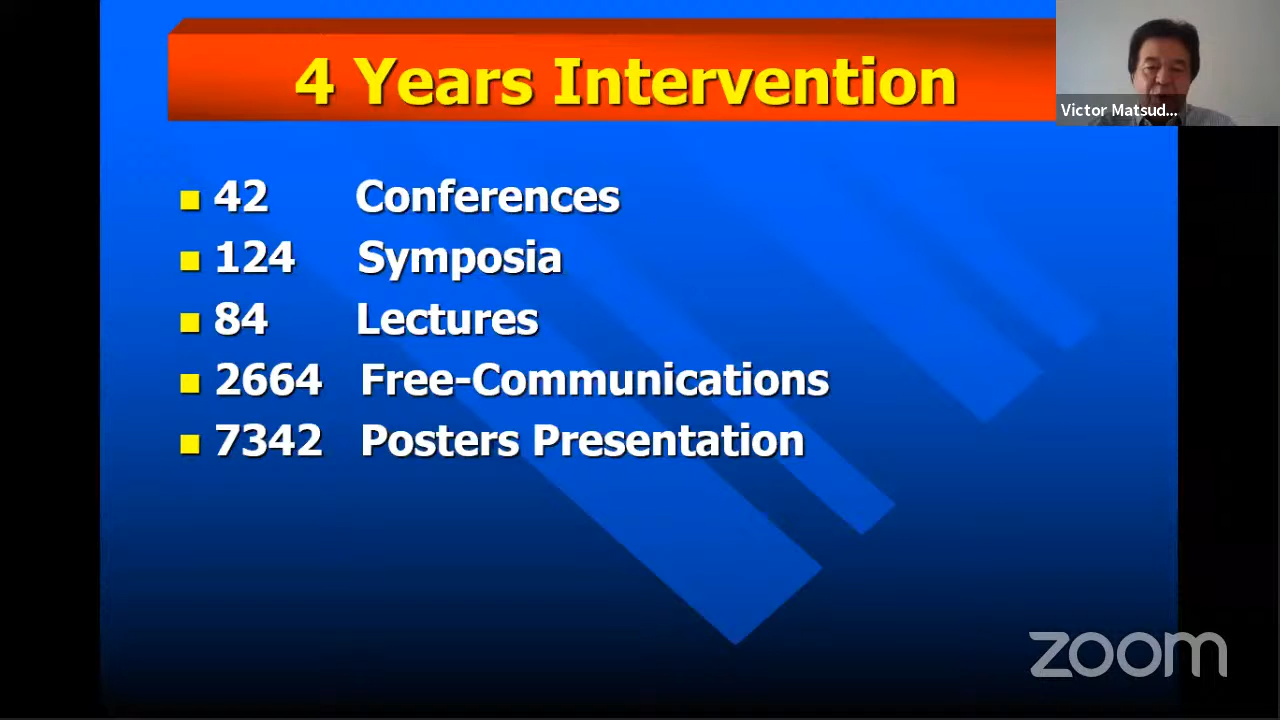 4 Years Intervention
Victor Matsud...
42 Conferences
124 Symposia
84 Lectures
2664 Free-Communications
7342 Posters Presentation
zoom